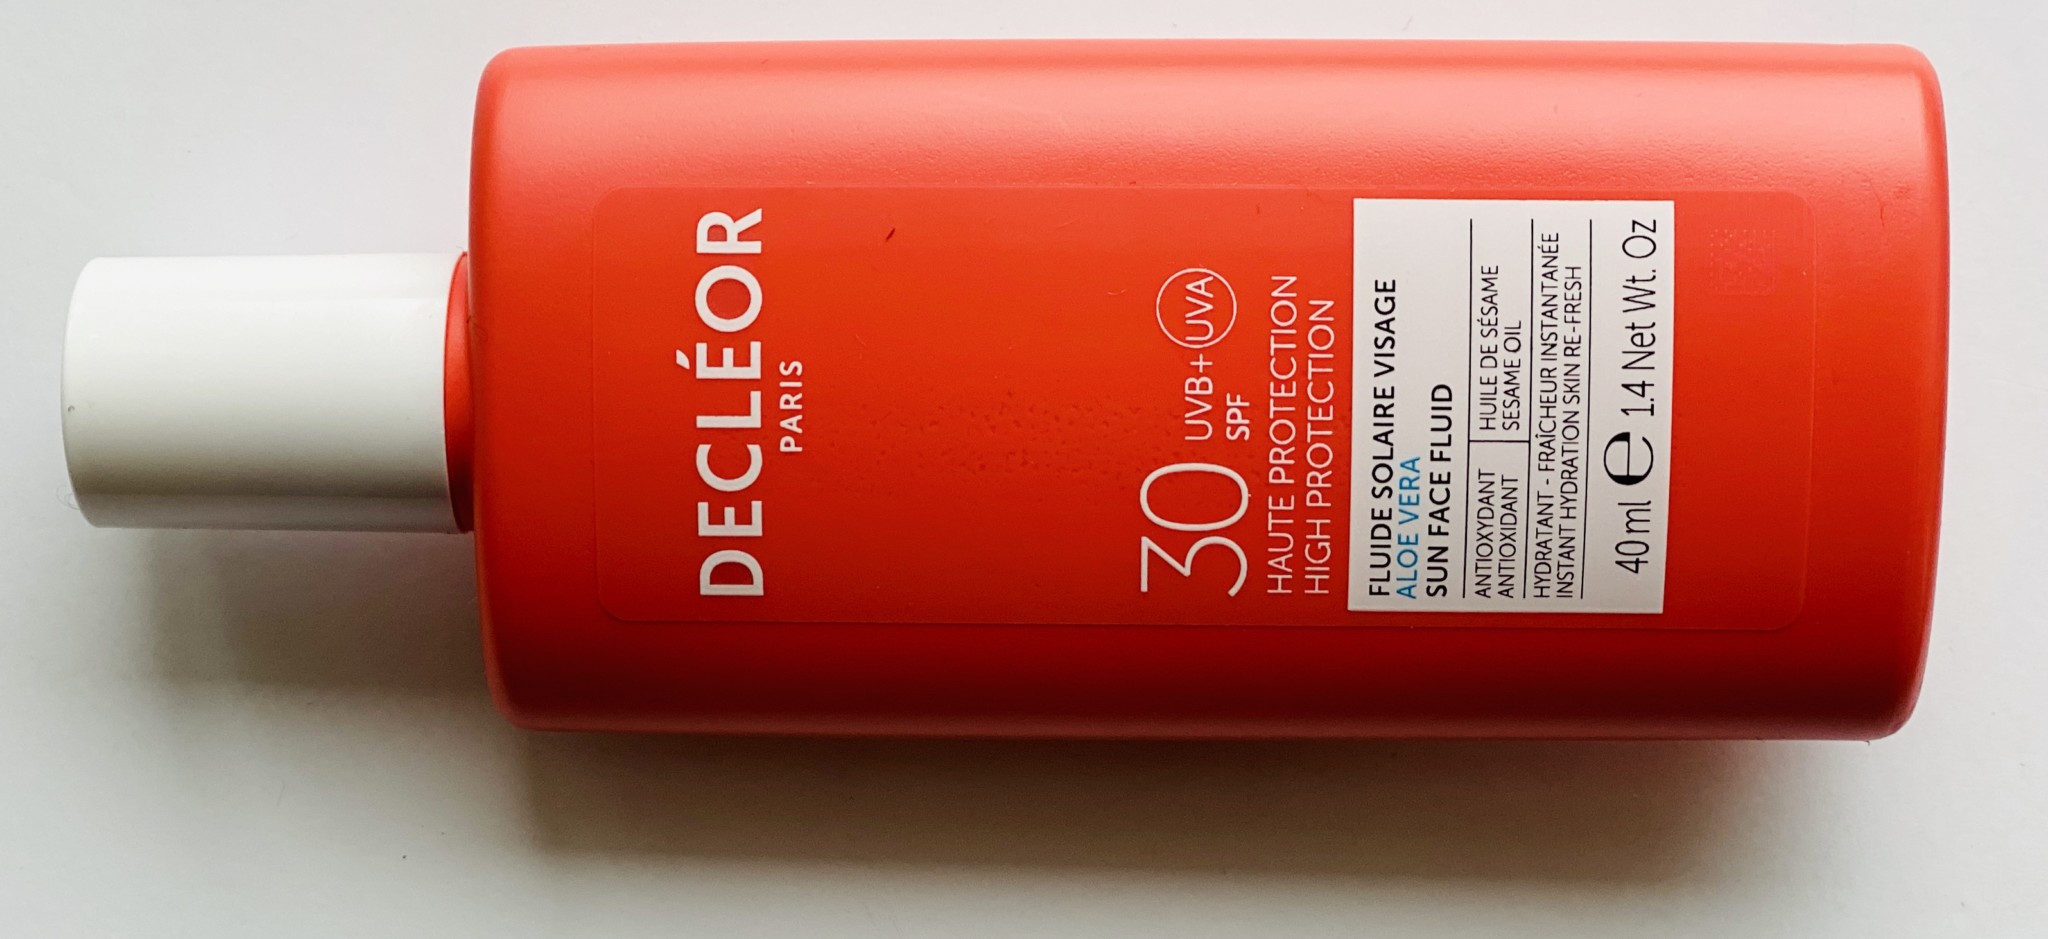 DECLÉOR
PARIS
30 UVB+ UVA
SPF
HAUTE PROTECTION
HIGH PROTECTION
FLUIDE SOLAIRE VISAGE
ALOE VERA
SUN FACE FLUID
ANTIOXYDANT HUILE DE SÉSAME
ANTIOXIDANT SESAME OIL
HYDRATANT - FRAÎCHEUR INSTANTANÉE
INSTANT HYDRATION SKIN RE-FRESH
40 ml ℮ 1.4 Net Wt. Oz